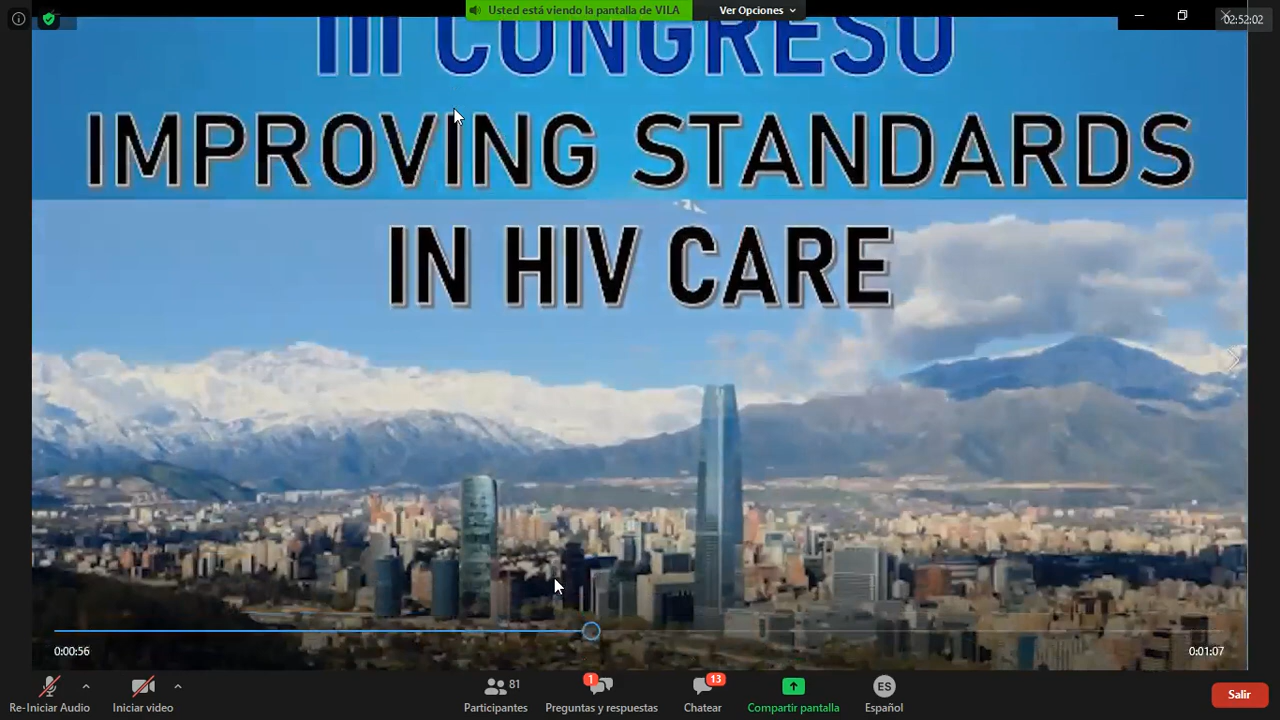 Usted está viendo la pantalla de VILA
Ver Opciones
02:52:02
III CONGRESO
IMPROVING STANDARDS
IN HIV CARE
0:00:56
0:01:07
81
1
13
ES
Re-Iniciar Audio
Iniciar video
Participantes
Preguntas y respuestas
Chatear
Compartir pantalla
Español
Salir